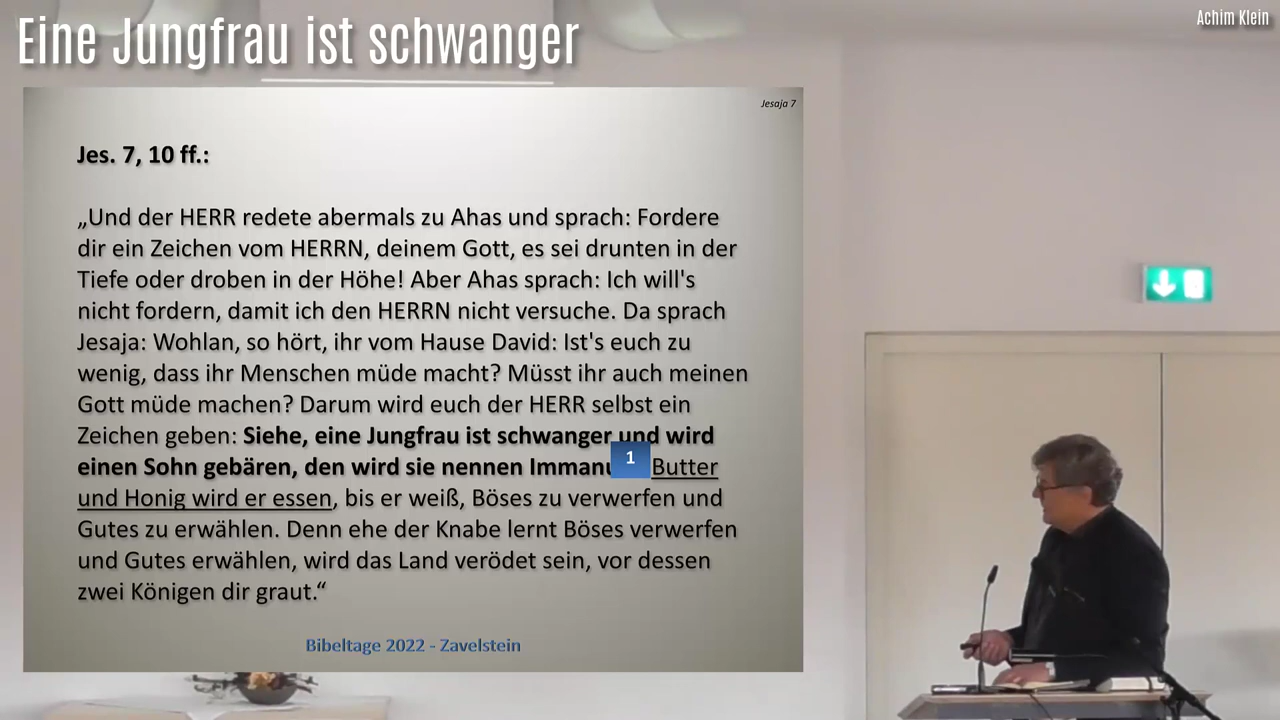 Eine Jungfrau ist schwanger
Achim Klein
Jesaja 7
Jes. 7, 10 ff.:
„Und der HERR redete abermals zu Ahas und sprach: Fordere
dir ein Zeichen vom HERRN, deinem Gott, es sei drunten in der
Tiefe oder droben in der Höhe! Aber Ahas sprach: Ich will's
nicht fordern, damit ich den HERRN nicht versuche. Da sprach
Jesaja: Wohlan, so hört, ihr vom Hause David: Ist's euch zu
wenig, dass ihr Menschen müde macht? Müsst ihr auch meinen
Gott müde machen? Darum wird euch der HERR selbst ein
Zeichen geben: Siehe, eine Jungfrau ist schwanger und wird
einen Sohn gebären, den wird sie nennen 1 Butter
und Honig wird er essen, bis er weiß, Böses zu verwerfen und
Gutes zu erwählen. Denn ehe der Knabe lernt Böses verwerfen
und Gutes erwählen, wird das Land verödet sein, vor dessen
zwei Königen dir graut.“
Bibeltage 2022 - Zavelstein